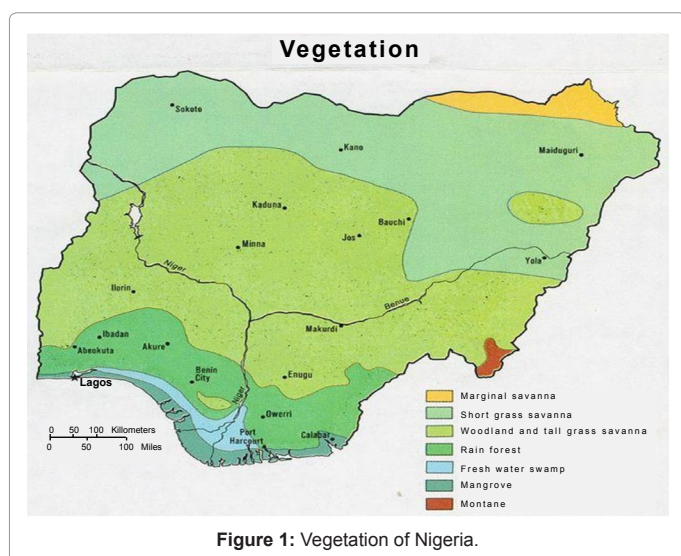 Vegetation
Sokoto
Kano
Maiduguri
Kaduna
Bauchi
Jos
Minna
Yola
Niger
Ilorin
Benue
Makurdi
Ibadan
Akure
Abeokuta
Benin
City
Enugu
Lagos
Niger
Owerri
Port
Harcourt
Calabar
0 50 100 Kilometers
0 50 100 Miles
Marginal savanna
Short grass savanna
Woodland and tall grass savanna
Rain forest
Fresh water swamp
Mangrove
Montane
Figure 1: Vegetation of Nigeria.